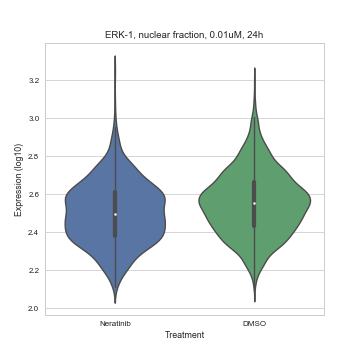 ERK-1, nuclear fraction, 0.01uM, 24h
3.2
3.0
2.8
2.6
2.4
2.2
2.0
Expression (log10)
Neratinib DMSO
Treatment